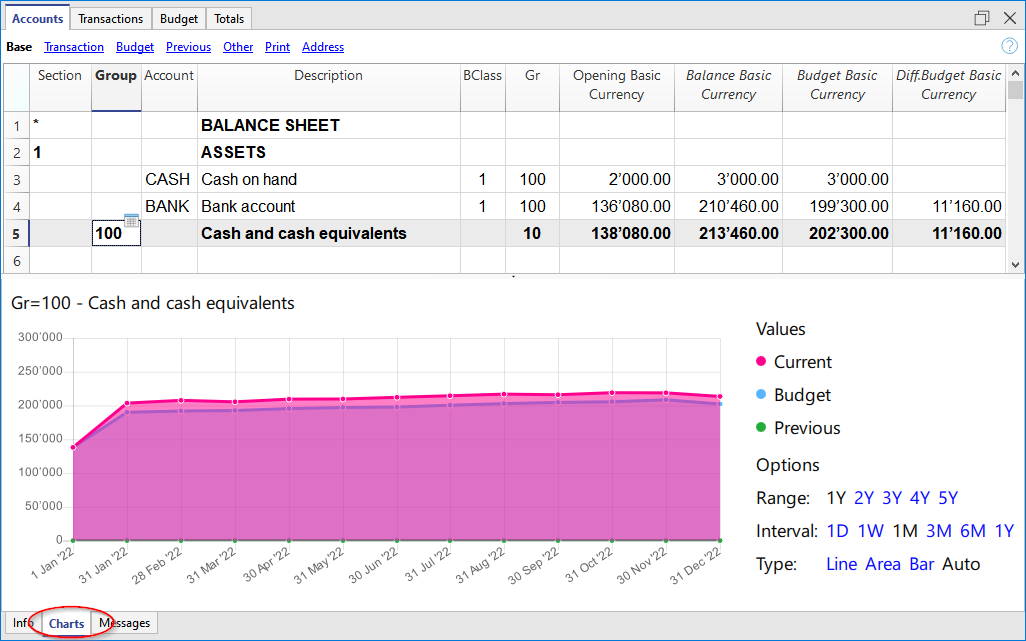 Accounts Transactions Budget Totals
Base Transaction Budget Previous Other Print Address ?
Section Group Account Description BClass Gr Opening Basic Currency Balance Basic Currency Budget Basic Currency Diff.Budget Basic Currency
1 * BALANCE SHEET
2 1 ASSETS
3 CASH Cash on hand 1 100 2’000.00 3’000.00 3’000.00
4 BANK Bank account 1 100 136’080.00 210’460.00 199’300.00 11’160.00
5 100 Cash and cash equivalents 10 138’080.00 213’460.00 202’300.00 11’160.00
6
Gr=100 - Cash and cash equivalents
300’000
250’000
200’000
150’000
100’000
50’000
0
1 Jan ’22 31 Jan ’22 28 Feb ’22 31 Mar ’22 30 Apr ’22 31 May ’22 30 Jun ’22 31 Jul ’22 31 Aug ’22 30 Sep ’22 31 Oct ’22 30 Nov ’22 31 Dec ’22
Values
Current
Budget
Previous
Options
Range: 1Y 2Y 3Y 4Y 5Y
Interval: 1D 1W 1M 3M 6M 1Y
Type: Line Area Bar Auto
Info Charts Messages